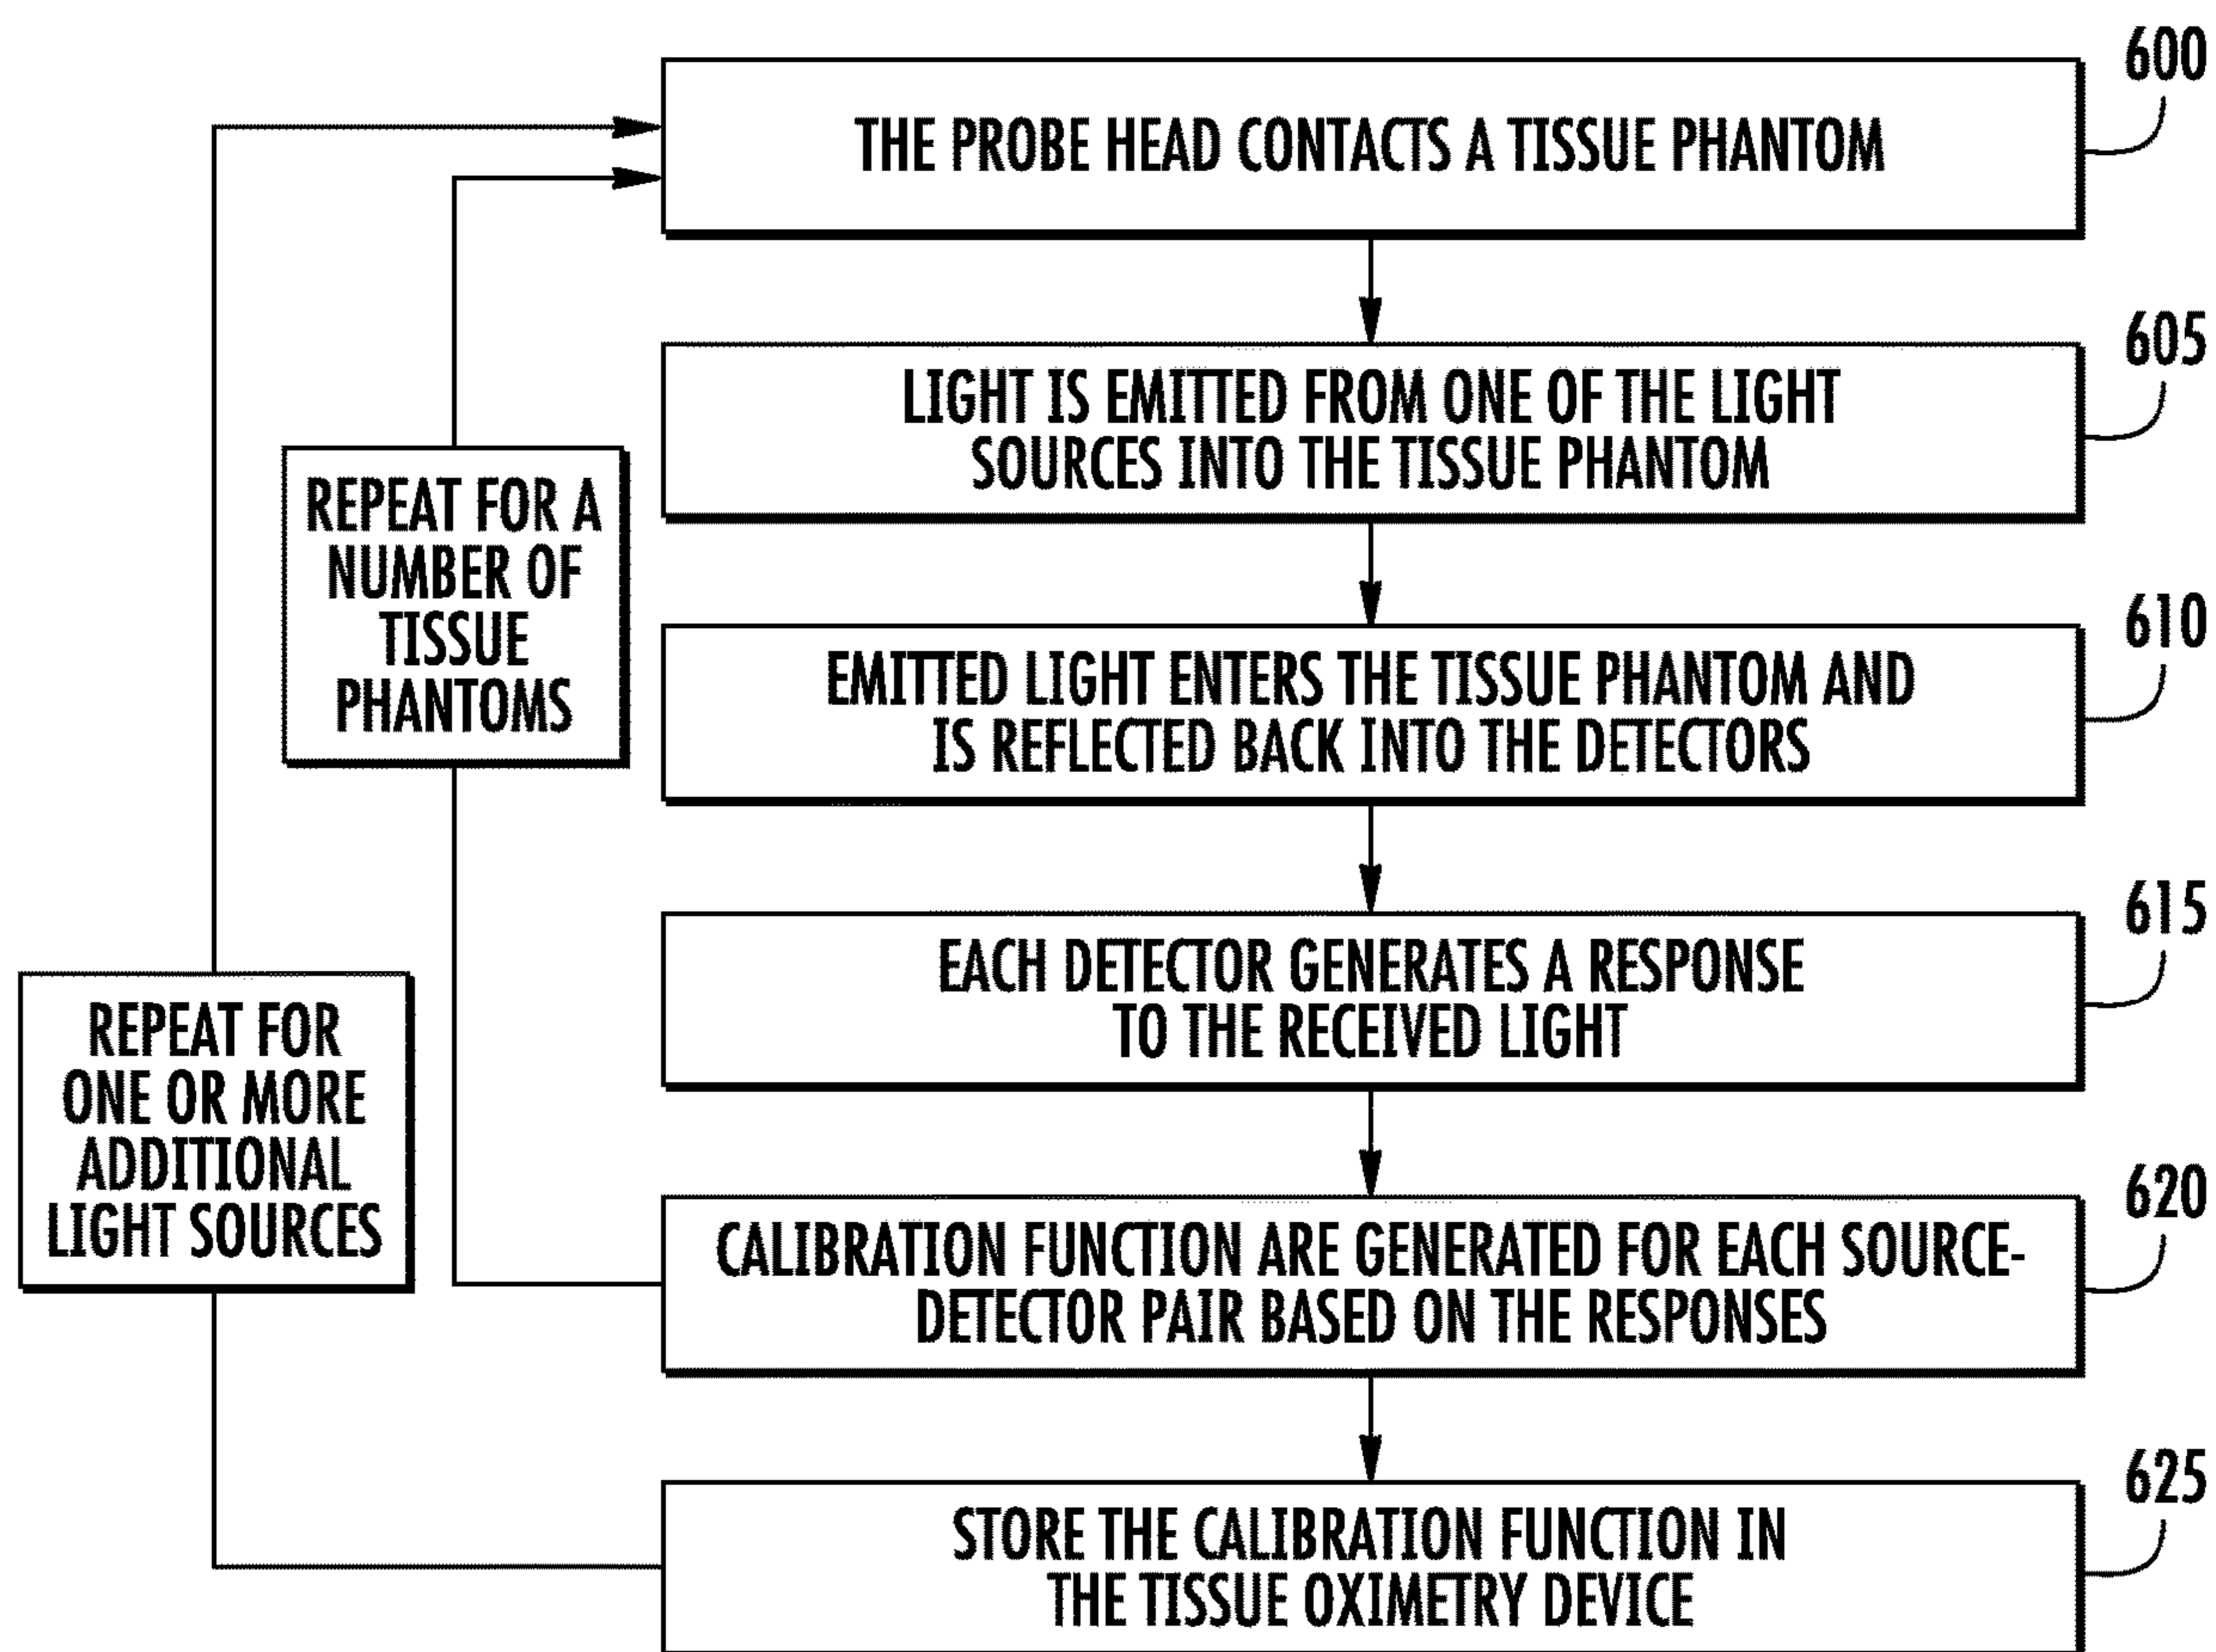 600
THE PROBE HEAD CONTACTS A TISSUE PHANTOM
605
LIGHT IS EMITTED FROM ONE OF THE LIGHT
SOURCES INTO THE TISSUE PHANTOM
REPEAT FOR A
NUMBER OF
TISSUE
PHANTOMS
610
EMITTED LIGHT ENTERS THE TISSUE PHANTOM AND
IS REFLECTED BACK INTO THE DETECTORS
615
EACH DETECTOR GENERATES A RESPONSE
TO THE RECEIVED LIGHT
REPEAT FOR
ONE OR MORE
ADDITIONAL
LIGHT SOURCES
620
CALIBRATION FUNCTION ARE GENERATED FOR EACH SOURCE-
DETECTOR PAIR BASED ON THE RESPONSES
625
STORE THE CALIBRATION FUNCTION IN
THE TISSUE OXIMETRY DEVICE